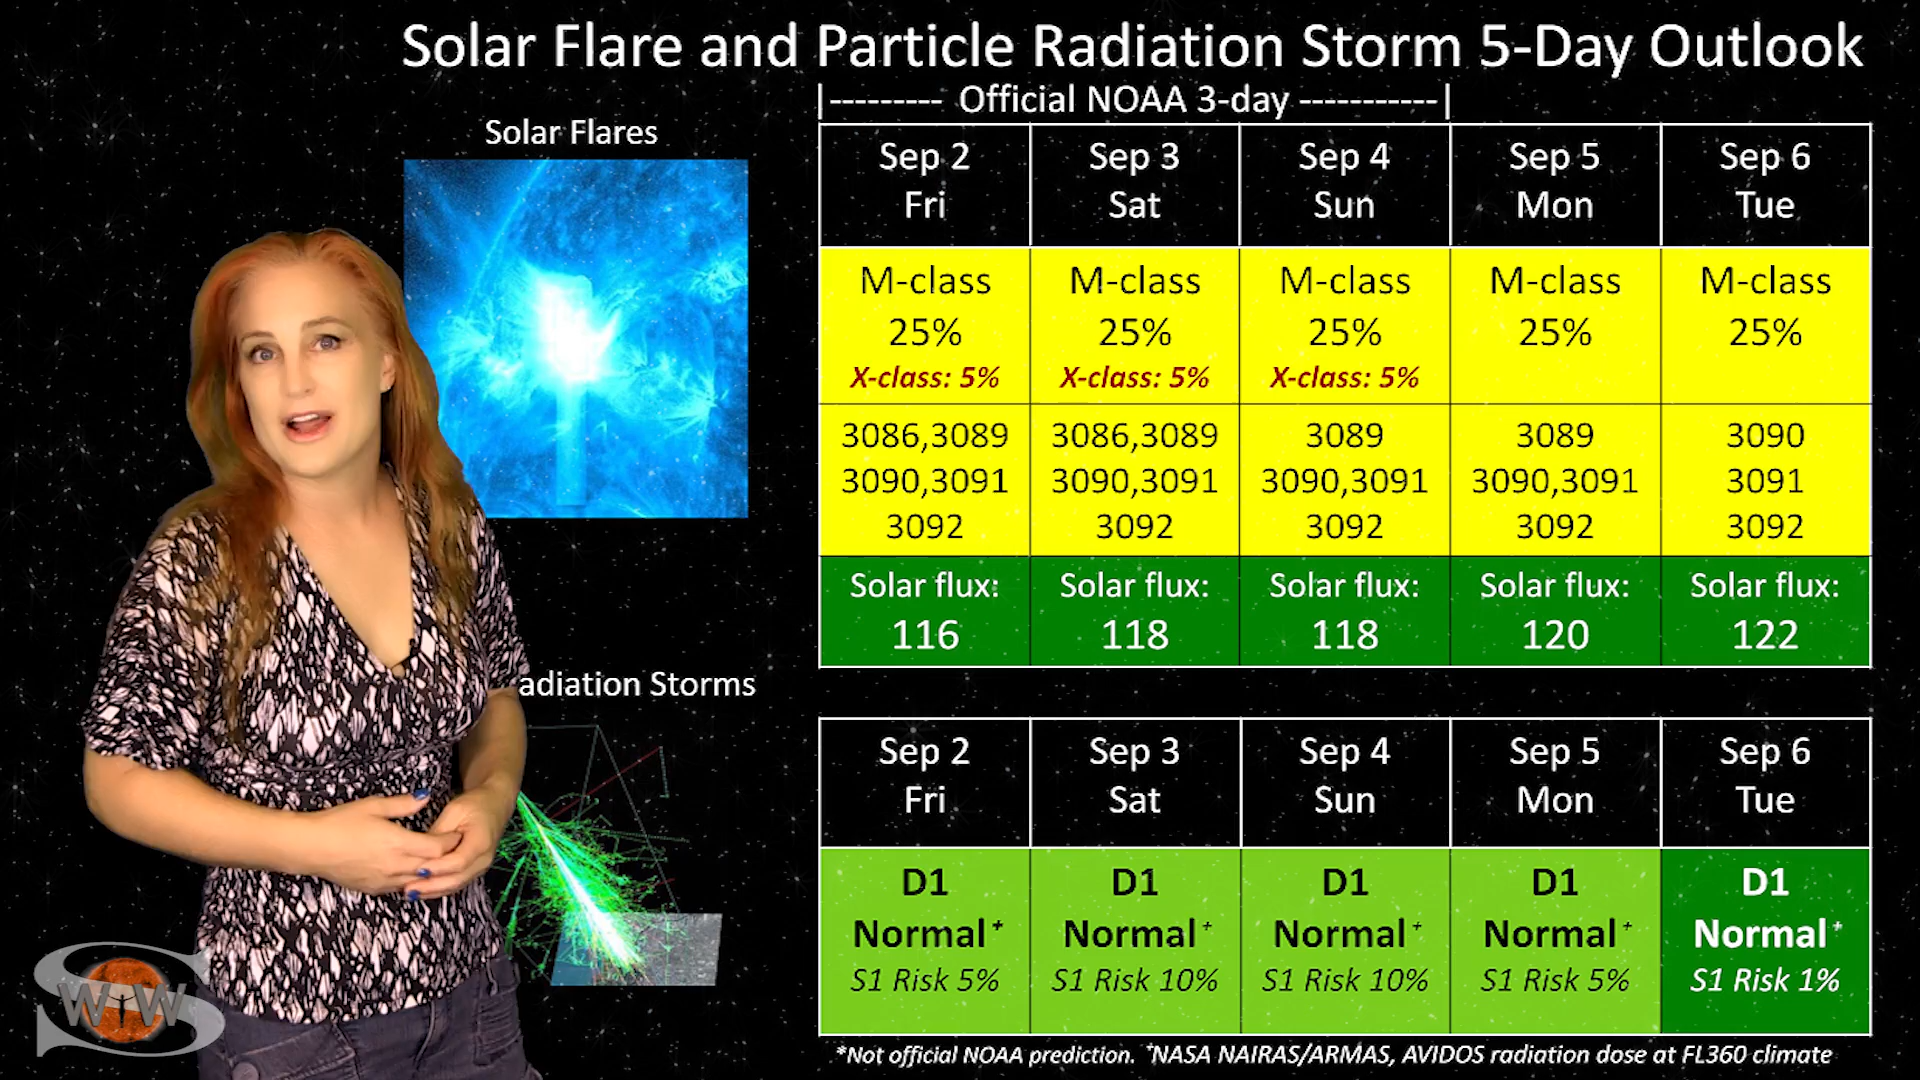 Solar Flare and Particle Radiation Storm 5-Day Outlook
|--------- Official NOAA 3-day -----------|
Solar Flares
Sep 2 Sep 3 Sep 4 Sep 5 Sep 6
Fri Sat Sun Mon Tue
M-class M-class M-class M-class M-class
25% 25% 25% 25% 25%
X-class: 5% X-class: 5% X-class: 5%
3086,3089 3086,3089 3089 3089 3090
3090,3091 3090,3091 3090,3091 3090,3091 3091
3092 3092 3092 3092 3092
Solar flux: Solar flux: Solar flux: Solar flux: Solar flux:
116 118 118 120 122
adiation Storms
Sep 2 Sep 3 Sep 4 Sep 5 Sep 6
Fri Sat Sun Mon Tue
D1 D1 D1 D1 D1
Normal+ Normal+ Normal+ Normal+ Normal+
S1 Risk 5% S1 Risk 10% S1 Risk 10% S1 Risk 5% S1 Risk 1%
*Not official NOAA prediction. +NASA NAIRAS/ARMAS, AVIDOS radiation dose at FL360 climate
SWTW